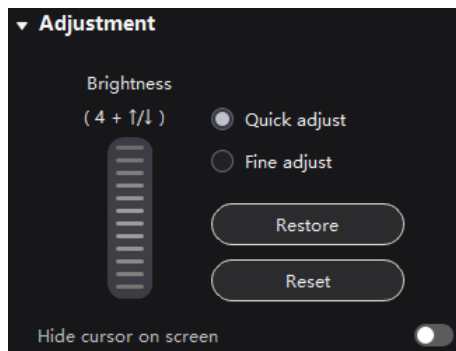 Adjustment
Brightness
( 4 + ↑/↓ )
Quick adjust
Fine adjust
Restore
Reset
Hide cursor on screen